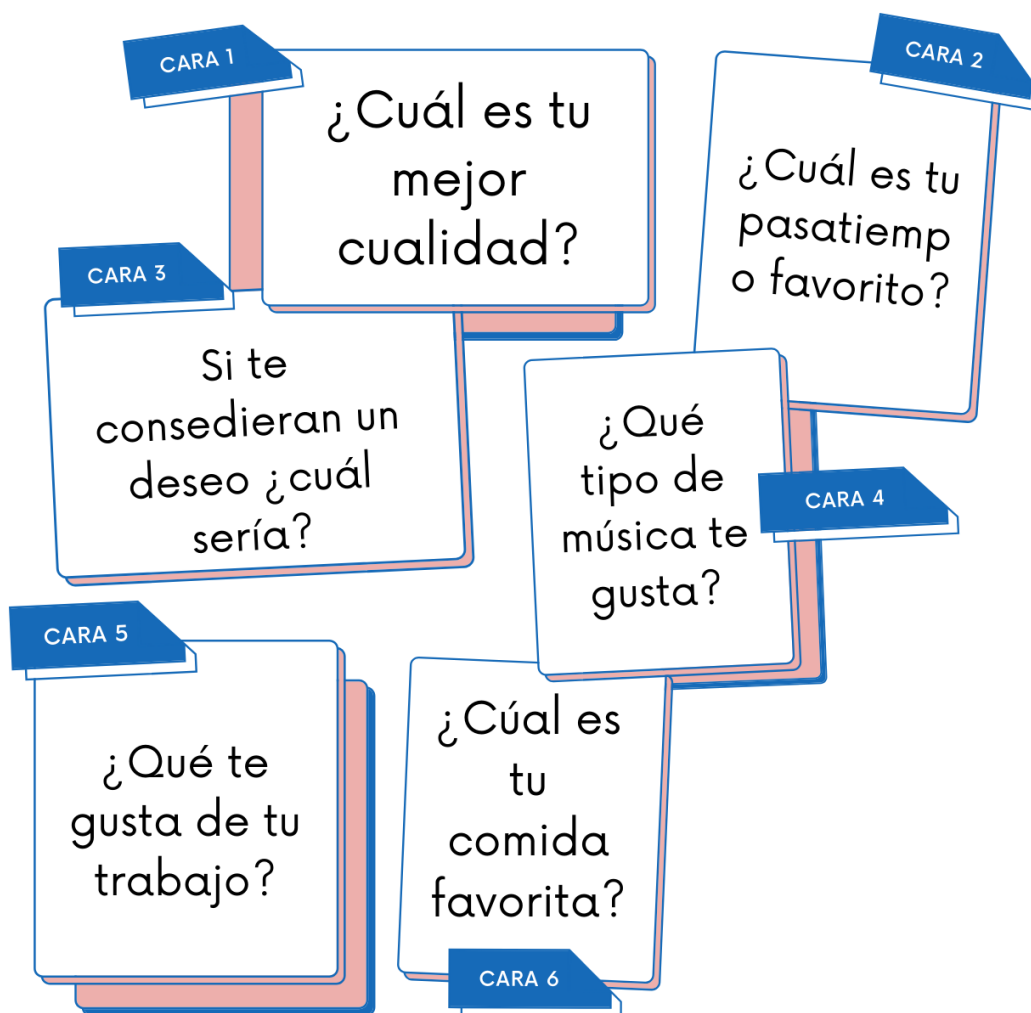 CARA 1
¿Cuál es tu
mejor
cualidad?
CARA 2
¿Cuál es tu
pasatiemp
o favorito?
CARA 3
Si te
consedieran un
deseo ¿cuál
sería?
CARA 4
¿Qué
tipo de
música te
gusta?
CARA 5
¿Qué te
gusta de tu
trabajo?
¿Cúal es
tu
comida
favorita?
CARA 6